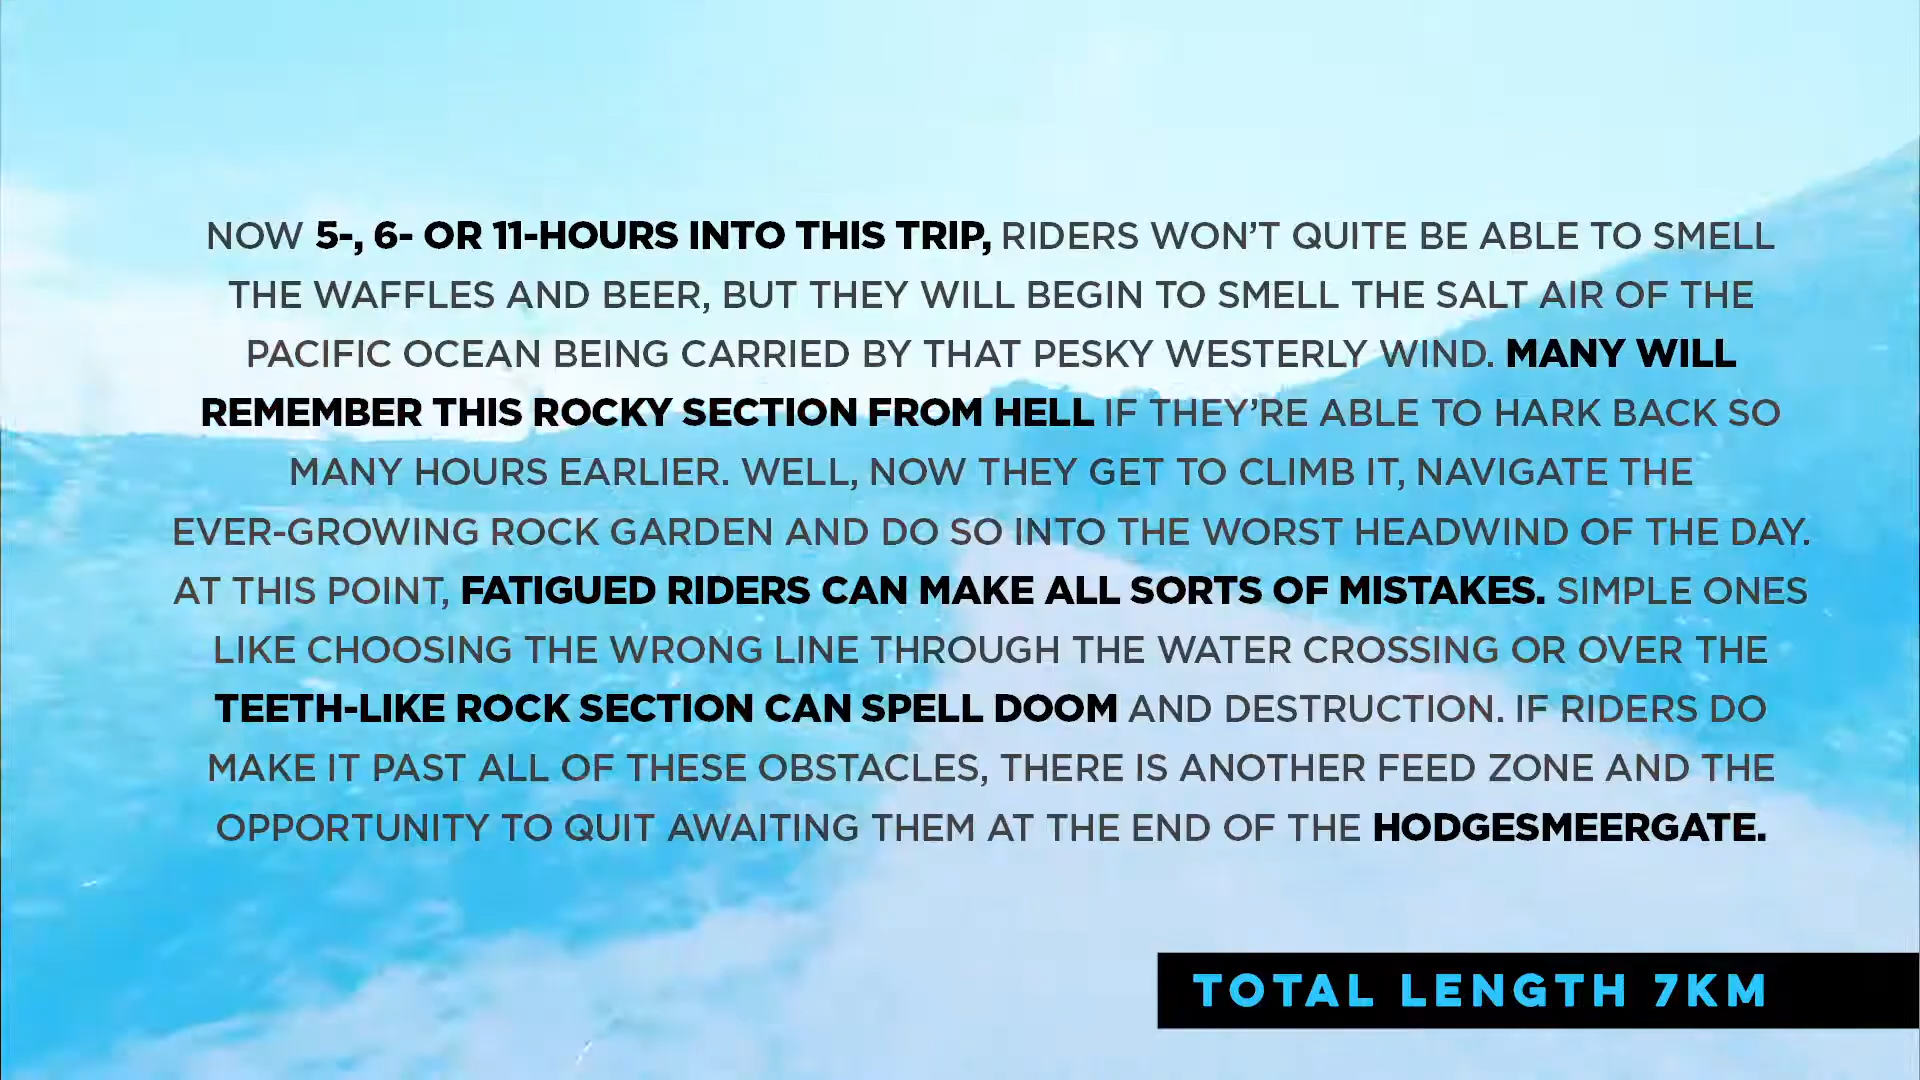 NOW 5-, 6- OR 11-HOURS INTO THIS TRIP, RIDERS WON'T QUITE BE ABLE TO SMELL
THE WAFFLES AND BEER, BUT THEY WILL BEGIN TO SMELL THE SALT AIR OF THE
PACIFIC OCEAN BEING CARRIED BY THAT PESKY WESTERLY WIND. MANY WILL
REMEMBER THIS ROCKY SECTION FROM HELL IF THEY'RE ABLE TO HARK BACK SO
MANY HOURS EARLIER. WELL, NOW THEY GET TO CLIMB IT, NAVIGATE THE
EVER-GROWING ROCK GARDEN AND DO SO INTO THE WORST HEADWIND OF THE DAY.
AT THIS POINT, FATIGUED RIDERS CAN MAKE ALL SORTS OF MISTAKES. SIMPLE ONES
LIKE CHOOSING THE WRONG LINE THROUGH THE WATER CROSSING OR OVER THE
TEETH-LIKE ROCK SECTION CAN SPELL DOOM AND DESTRUCTION. IF RIDERS DO
MAKE IT PAST ALL OF THESE OBSTACLES, THERE IS ANOTHER FEED ZONE AND THE
OPPORTUNITY TO QUIT AWAITING THEM AT THE END OF THE HODGESMEERGATE.
TOTAL LENGTH 7KM